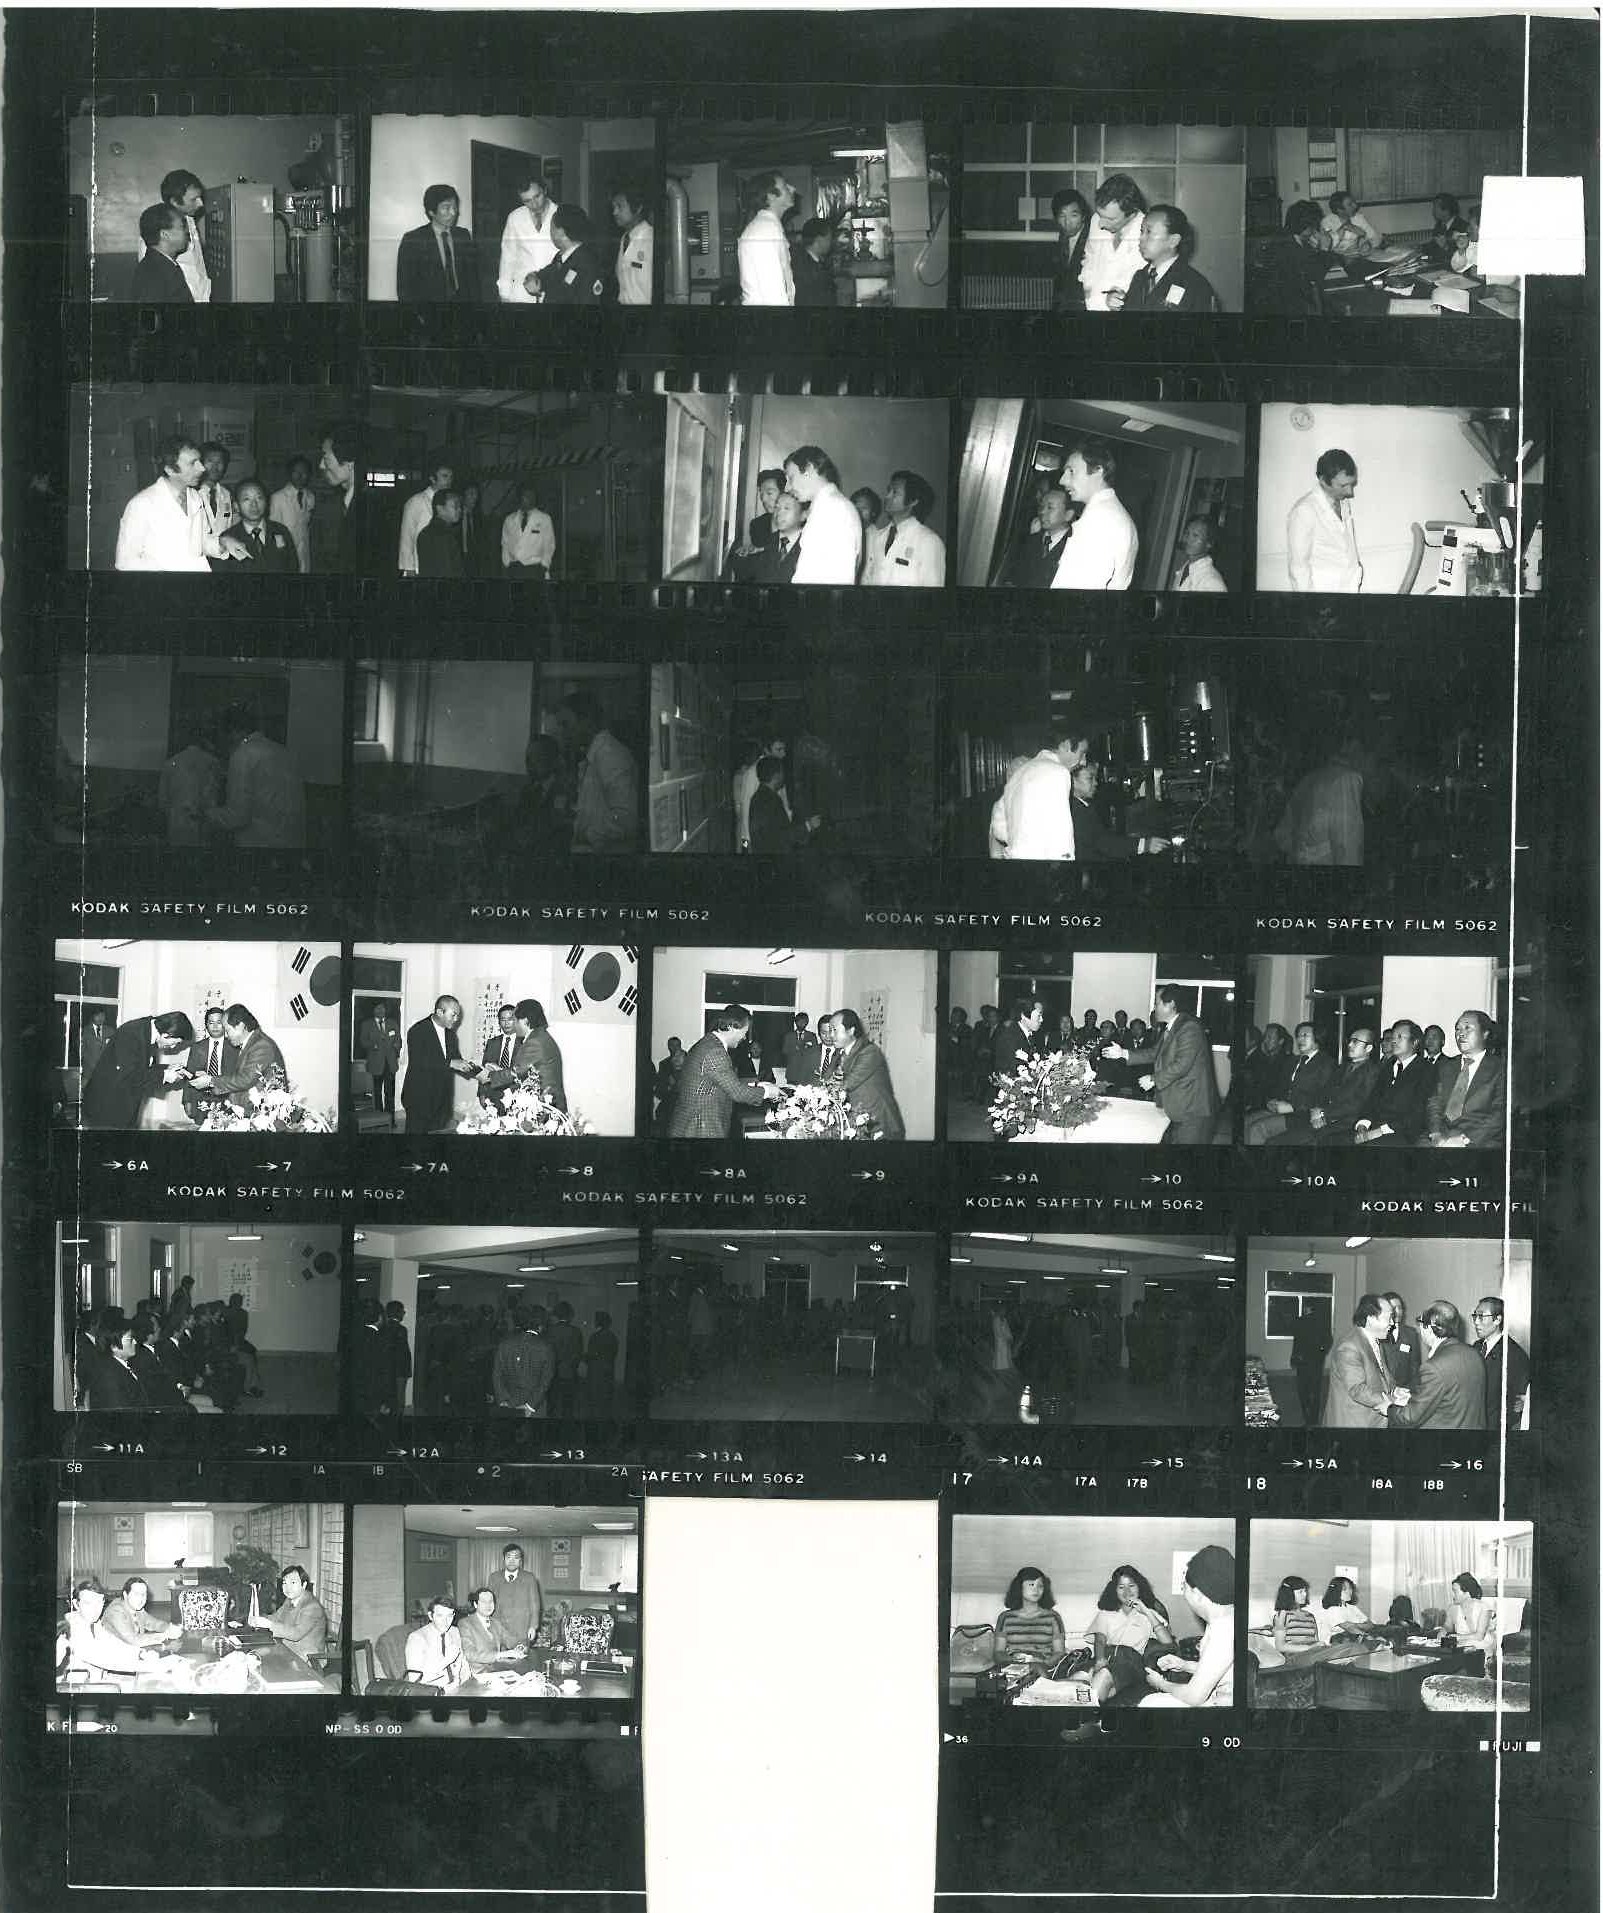 KODAK SAFETY FILM 5062 KODAK SAFETY FILM 5062 KODAK SAFETY FILM 5062 KODAK SAFETY FILM 5062
→6A →7 →7A →8 →8A →9 →9A →10 →10A →11
KODAK SAFETY FILM 5062 KODAK SAFETY FILM 5062 KODAK SAFETY FILM 5062 KODAK SAFETY FIL
→11A →12 →12A →13 →13A →14 →14A →15 →15A →16
SB 1 1A 1B 2 2A SAFETY FILM 5062 17 17A 17B 18 18A 18B
20 NP-SS 0 0D F 36 9 0D FUJI